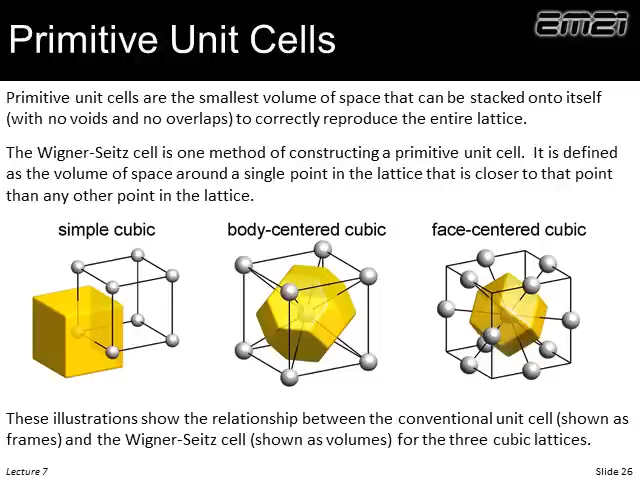 Primitive Unit Cells
EM21
Primitive unit cells are the smallest volume of space that can be stacked onto itself
(with no voids and no overlaps) to correctly reproduce the entire lattice.
The Wigner-Seitz cell is one method of constructing a primitive unit cell.  It is defined
as the volume of space around a single point in the lattice that is closer to that point
than any other point in the lattice.
simple cubic
body-centered cubic
face-centered cubic
These illustrations show the relationship between the conventional unit cell (shown as
frames) and the Wigner-Seitz cell (shown as volumes) for the three cubic lattices.
Lecture 7
Slide 26